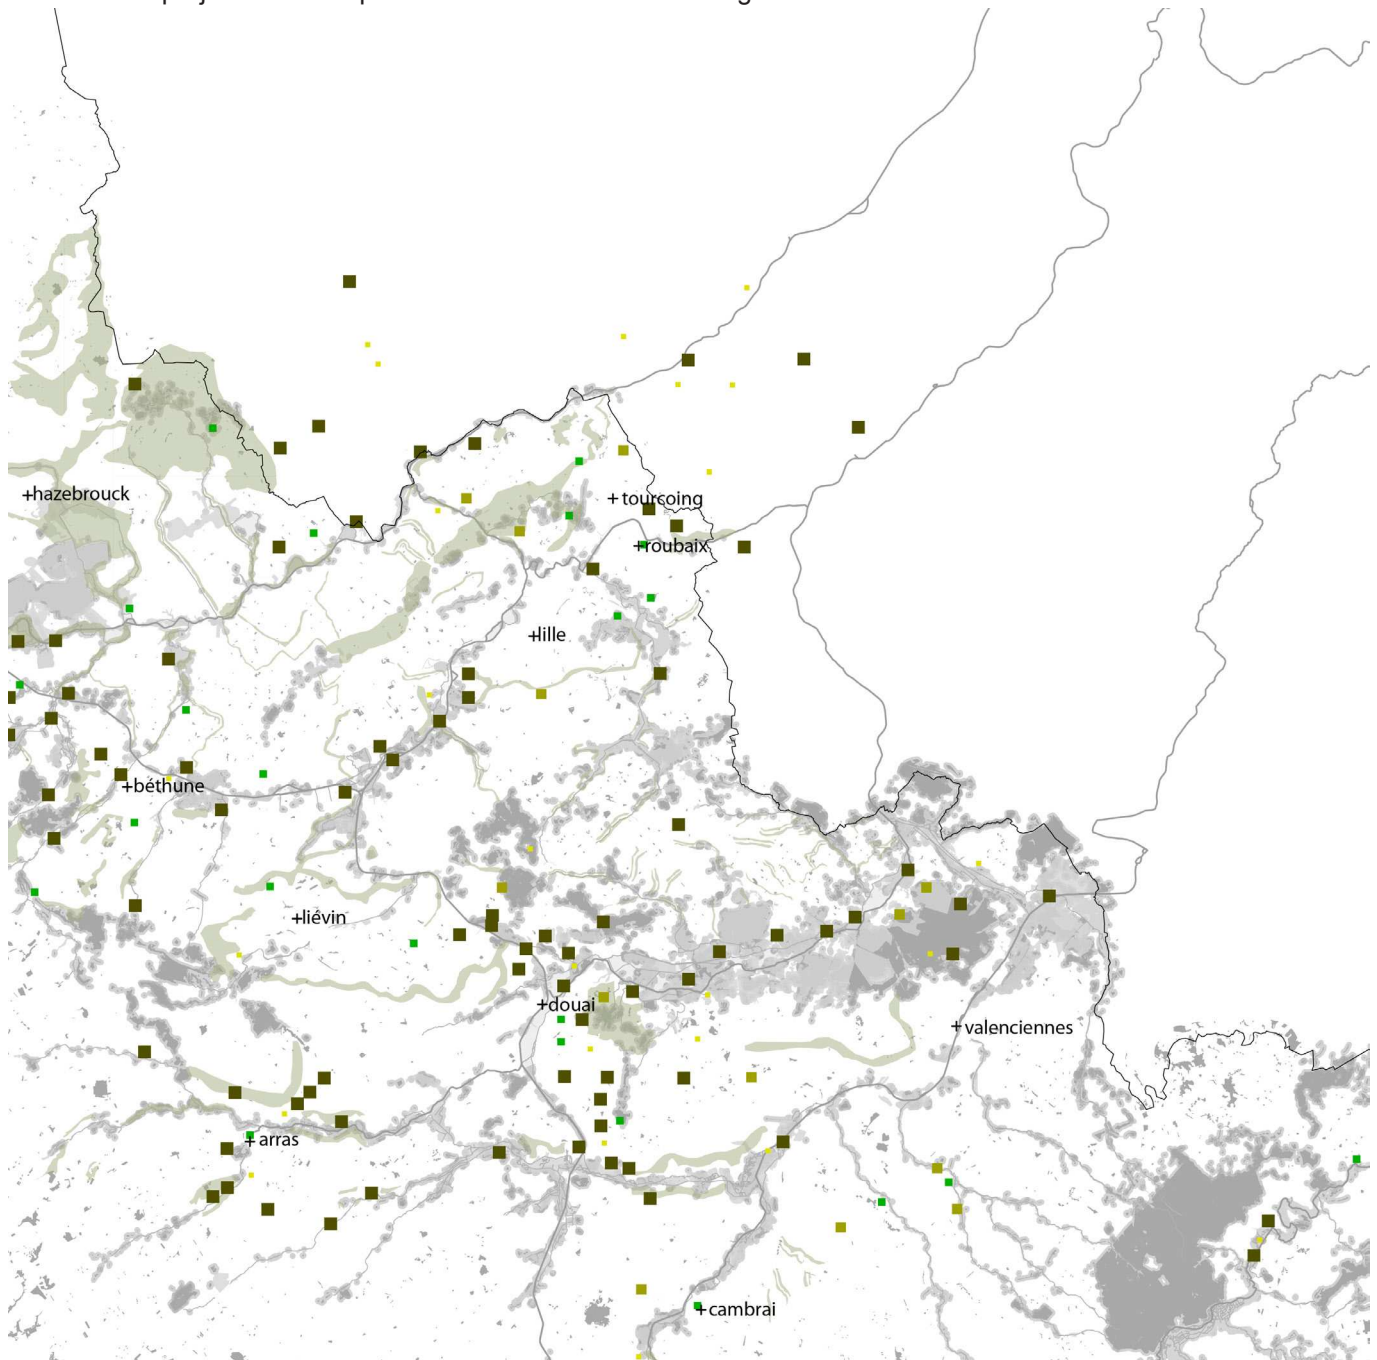 +hazebrouck
+tourcoing
+roubaix
+lille
+béthune
+liévin
+douai
+valenciennes
+arras
+cambrai